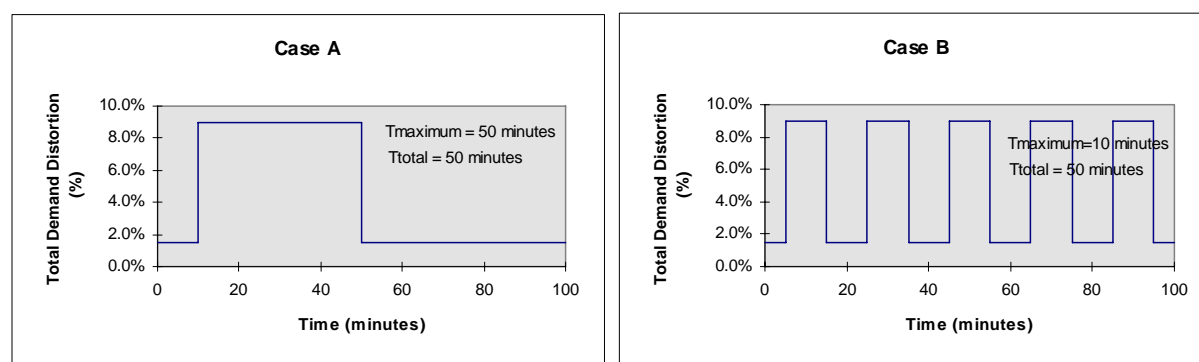 Case A
Total Demand Distortion
(%)
10.0%
8.0%
6.0%
4.0%
2.0%
0.0%
Tmaximum = 50 minutes
Ttotal = 50 minutes
0 20 40 60 80 100
Time (minutes)
Case B
Total Demand Distortion
(%)
10.0%
8.0%
6.0%
4.0%
2.0%
0.0%
Tmaximum=10 minutes
Ttotal = 50 minutes
0 20 40 60 80 100
Time (minutes)